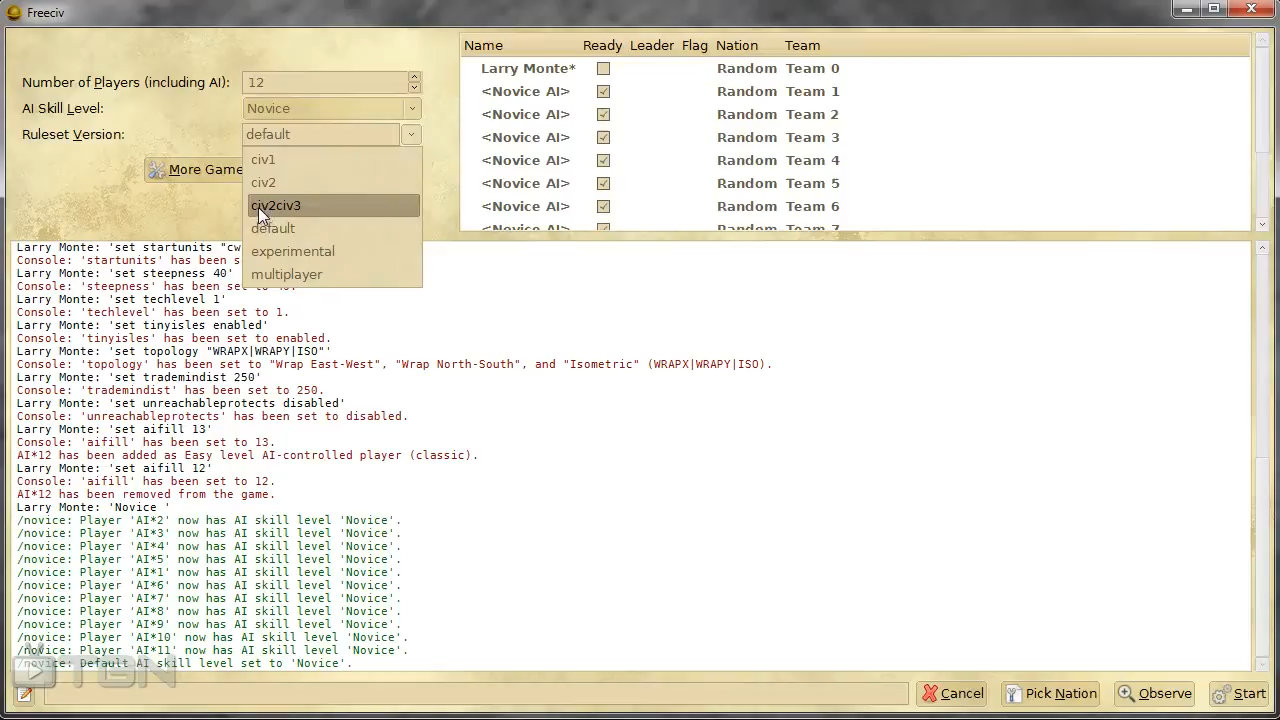 Freeciv
Number of Players (including AI): 12
AI Skill Level: Novice
Ruleset Version: default
More Game
civ1
civ2
civ2civ3
default
experimental
multiplayer
Name Ready Leader Flag Nation Team
Larry Monte* Random Team 0
<Novice AI> Random Team 1
<Novice AI> Random Team 2
<Novice AI> Random Team 3
<Novice AI> Random Team 4
<Novice AI> Random Team 5
<Novice AI> Random Team 6
<Novice AI> Random Team 7
Larry Monte: 'set startunits "cw
Console: 'startunits' has been s
Larry Monte: 'set steepness 40'
Console: 'steepness' has been set to 40.
Larry Monte: 'set techlevel 1'
Console: 'techlevel' has been set to 1.
Larry Monte: 'set tinyisles enabled'
Console: 'tinyisles' has been set to enabled.
Larry Monte: 'set topology "WRAPX|WRAPY|ISO"'
Console: 'topology' has been set to "Wrap East-West", "Wrap North-South", and "Isometric" (WRAPX|WRAPY|ISO).
Larry Monte: 'set trademindist 250'
Console: 'trademindist' has been set to 250.
Larry Monte: 'set unreachableprotects disabled'
Console: 'unreachableprotects' has been set to disabled.
Larry Monte: 'set aifill 13'
Console: 'aifill' has been set to 13.
AI*12 has been added as Easy level AI-controlled player (classic).
Larry Monte: 'set aifill 12'
Console: 'aifill' has been set to 12.
AI*12 has been removed from the game.
Larry Monte: 'Novice '
/novice: Player 'AI*2' now has AI skill level 'Novice'.
/novice: Player 'AI*3' now has AI skill level 'Novice'.
/novice: Player 'AI*4' now has AI skill level 'Novice'.
/novice: Player 'AI*5' now has AI skill level 'Novice'.
/novice: Player 'AI*1' now has AI skill level 'Novice'.
/novice: Player 'AI*6' now has AI skill level 'Novice'.
/novice: Player 'AI*7' now has AI skill level 'Novice'.
/novice: Player 'AI*8' now has AI skill level 'Novice'.
/novice: Player 'AI*9' now has AI skill level 'Novice'.
/novice: Player 'AI*10' now has AI skill level 'Novice'.
/novice: Player 'AI*11' now has AI skill level 'Novice'.
/novice: Default AI skill level set to 'Novice'.
TGN
Cancel Pick Nation Observe Start